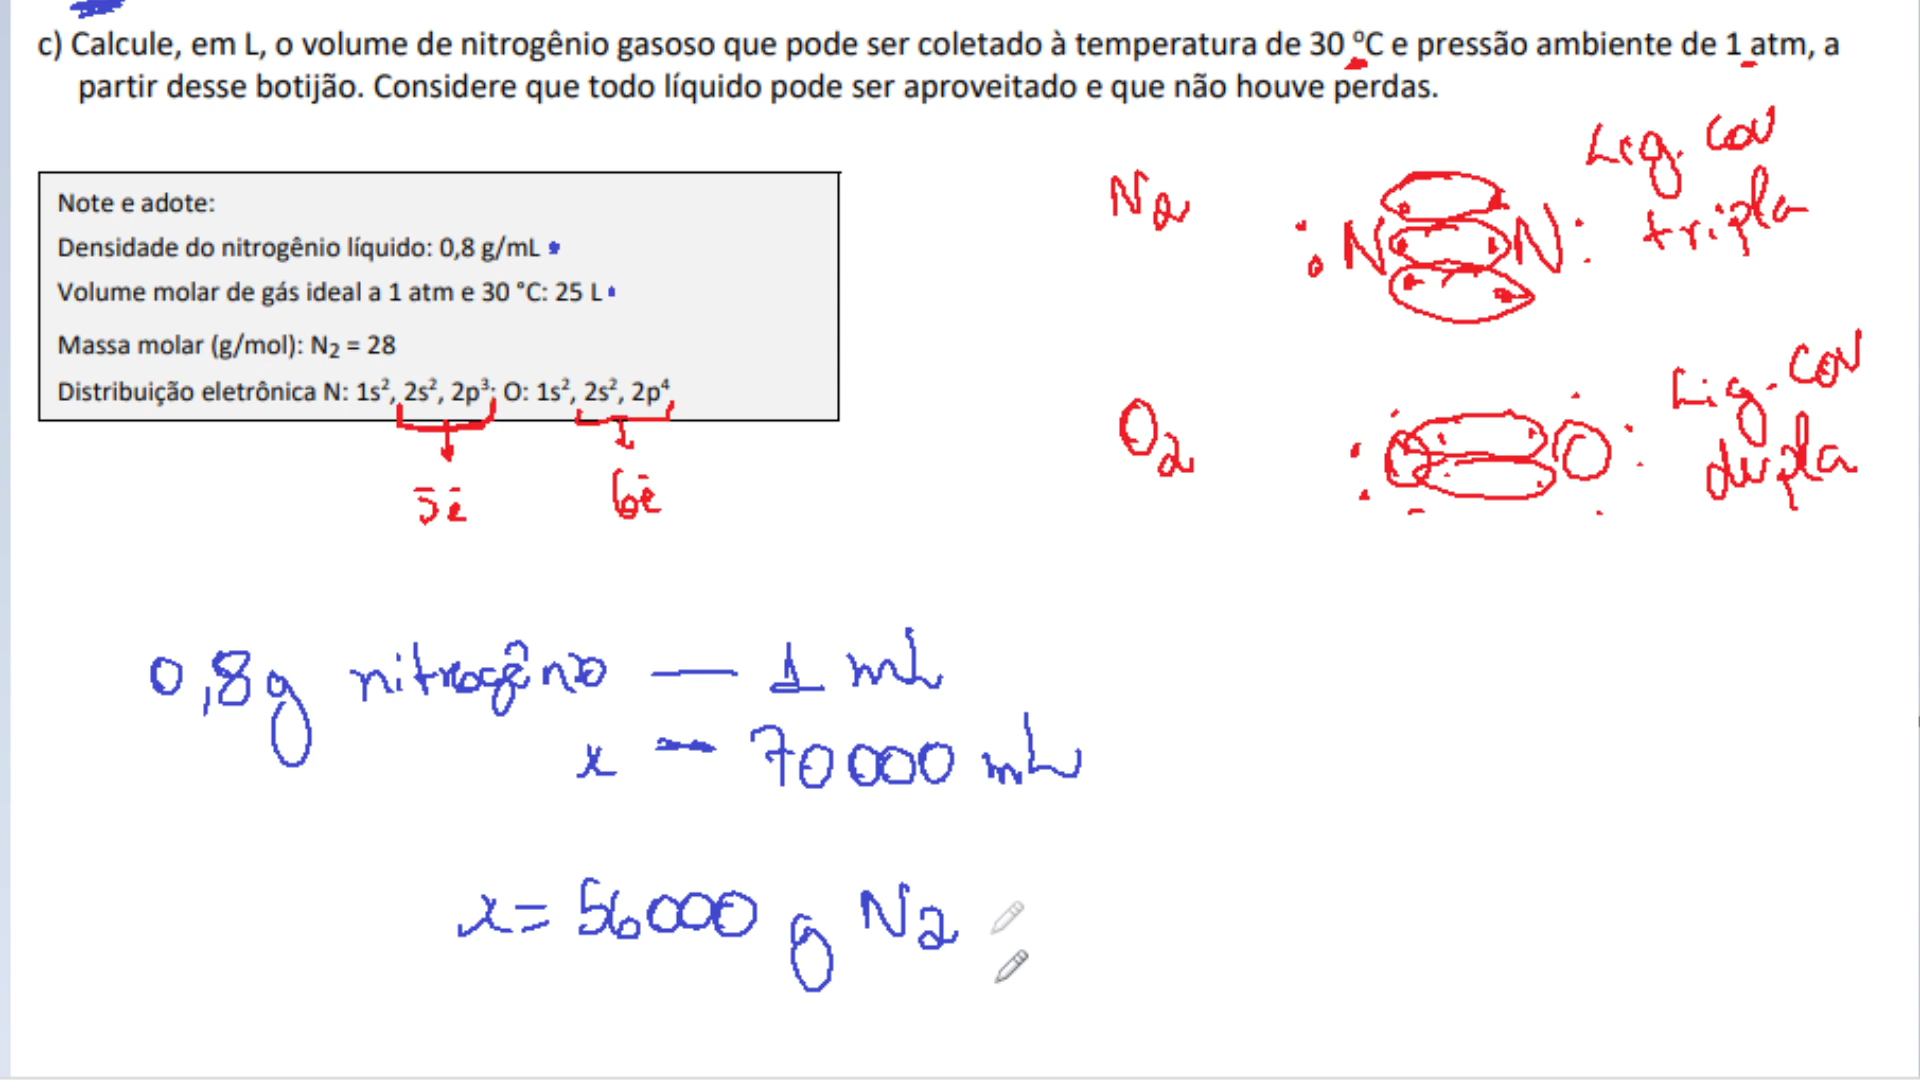 c) Calcule, em L, o volume de nitrogênio gasoso que pode ser coletado à temperatura de 30 ºC e pressão ambiente de 1 atm, a
partir desse botijão. Considere que todo líquido pode ser aproveitado e que não houve perdas.
Note e adote:
Densidade do nitrogênio líquido: 0,8 g/mL
Volume molar de gás ideal a 1 atm e 30 °C: 25 L
Massa molar (g/mol): N₂ = 28
Distribuição eletrônica N: 1s², 2s², 2p³; O: 1s², 2s², 2p⁴
5ē
6ē
N₂
:N N:
Lig. cov
tripla
O₂
:O O:
Lig. cov
dupla
0,8g nitrogêno — 1 mL
x — 70000 mL
x = 56000 g N₂